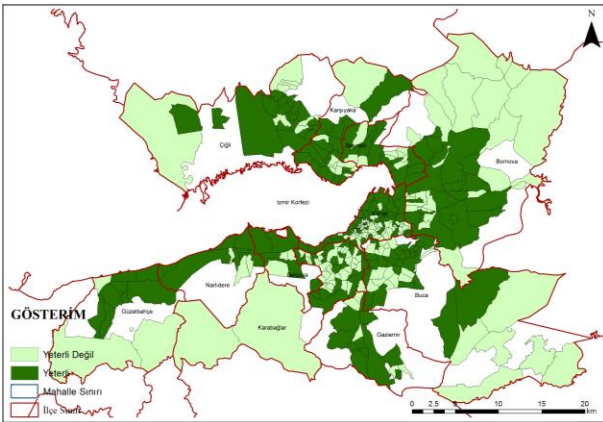 N
Karşıyaka
Çiğli
Bornova
İzmir Körfezi
Narlıdere
Buca
Güzelbahçe
Karabağlar
Gaziemir
GÖSTERİM
Yeterli Değil
Yeterli
Mahalle Sınırı
İlçe Sınırı
0 2,5 5 10 15 20
km